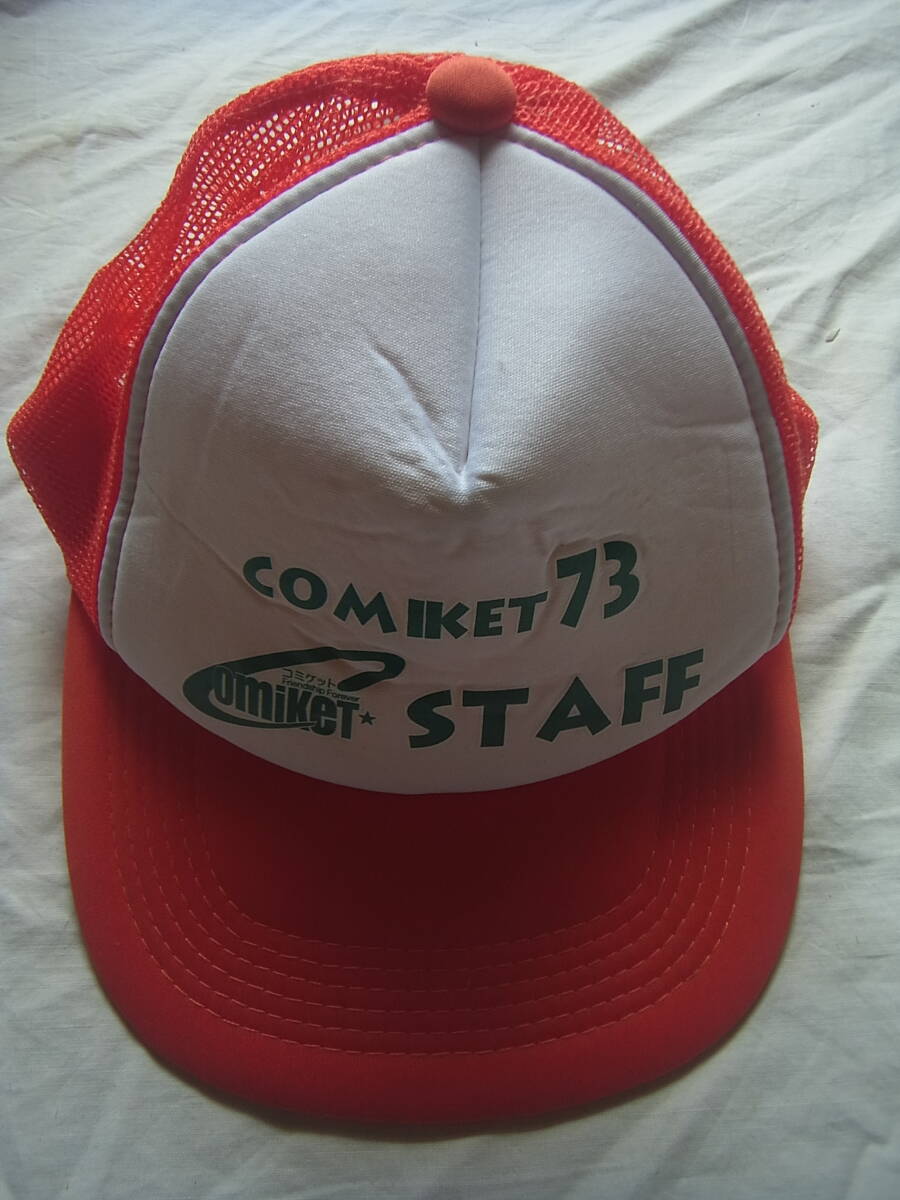 COMIKET 73
コミケット
Friendship Forever
comiket★
STAFF